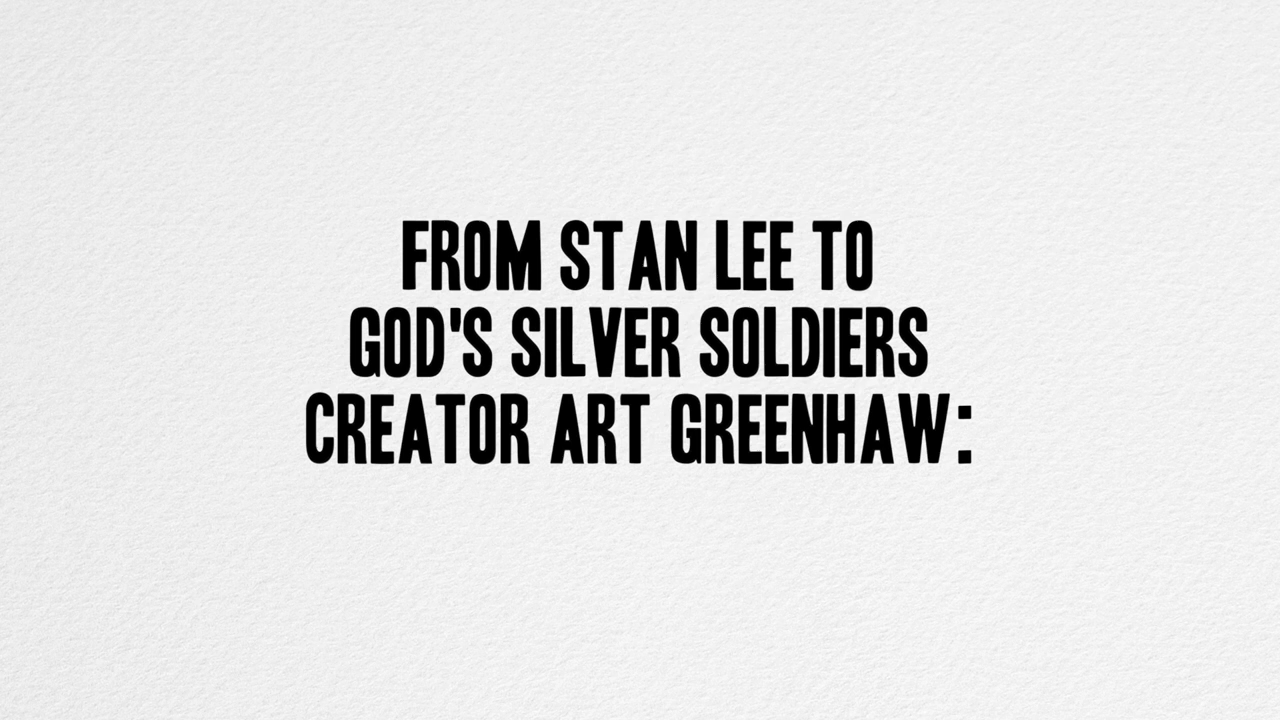 FROM STAN LEE TO
GOD'S SILVER SOLDIERS
CREATOR ART GREENHAW: